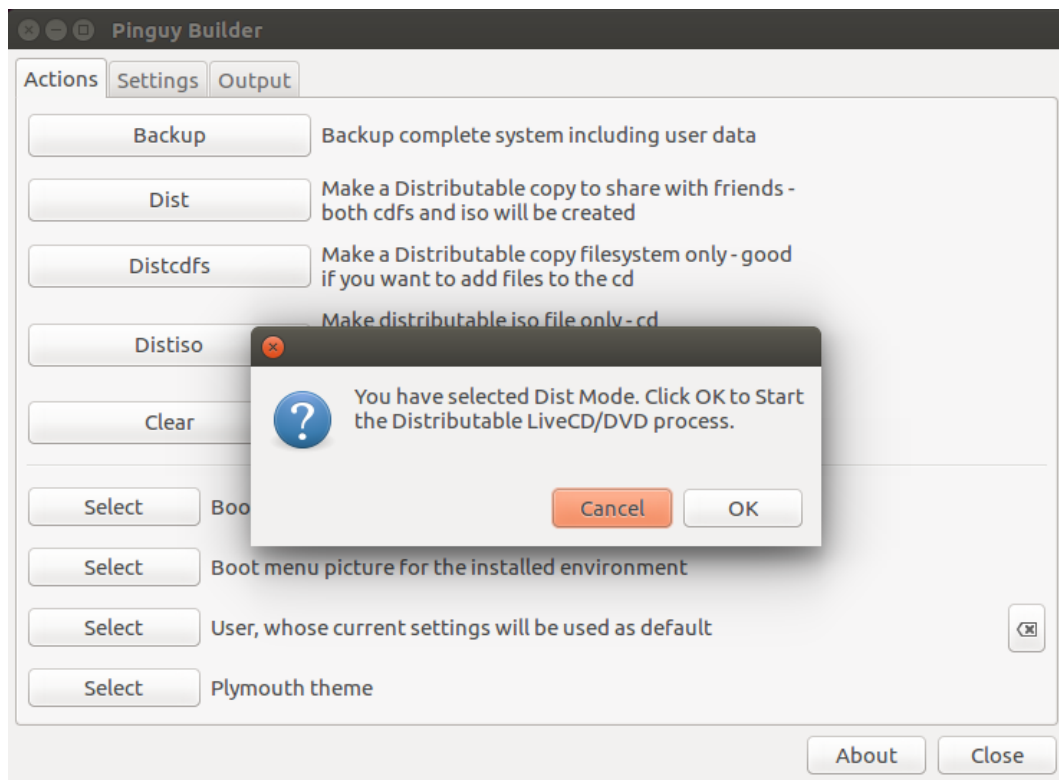 Pinguy Builder
Actions Settings Output
Backup Backup complete system including user data
Dist Make a Distributable copy to share with friends -
both cdfs and iso will be created
Distcdfs Make a Distributable copy filesystem only - good
if you want to add files to the cd
Make distributable iso file only - cd
Distiso
You have selected Dist Mode. Click OK to Start
the Distributable LiveCD/DVD process.
Clear
Cancel OK
Select
Select Boot menu picture for the installed environment
Select User, whose current settings will be used as default
Select Plymouth theme
About Close